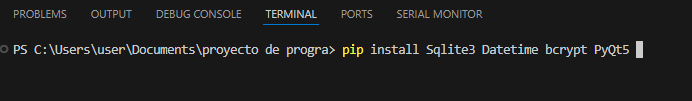 PROBLEMS OUTPUT DEBUG CONSOLE TERMINAL PORTS SERIAL MONITOR
PS C:\Users\user\Documents\proyecto de progra> pip install Sqlite3 Datetime bcrypt PyQt5